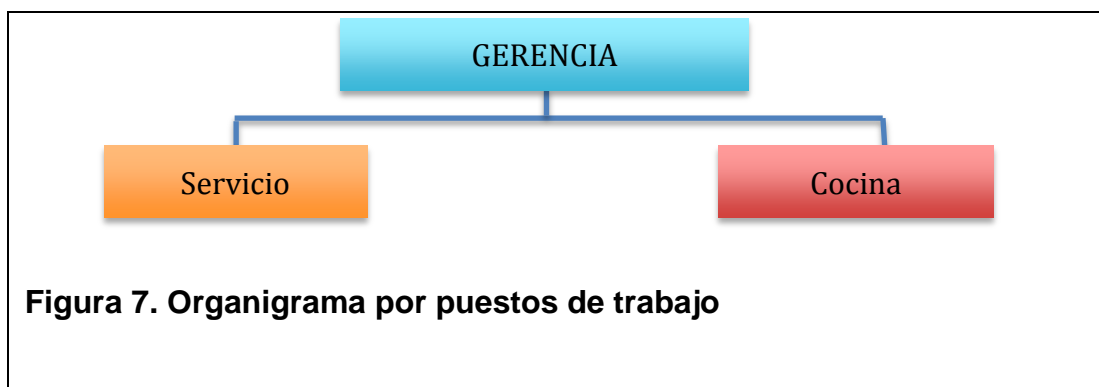 GERENCIA
Servicio
Cocina
Figura 7. Organigrama por puestos de trabajo